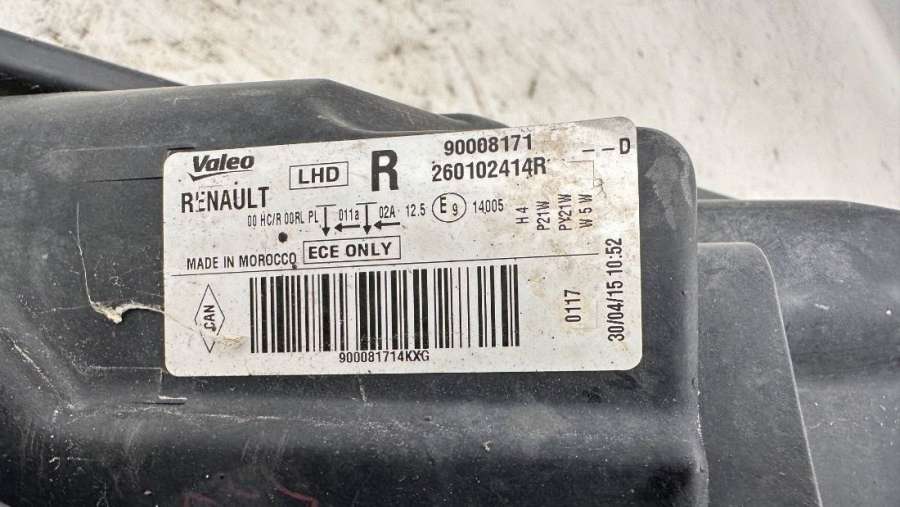 Valeo
RENAULT
LHD
R
90008171
260102414R
--D
00 HC/R 00RL PL 011a 02A 12.5 E9 14005
H4
P21W
PY21W
W5W
MADE IN MOROCCO
ECE ONLY
CAN
900081714KXG
0117
30/04/15 10:52